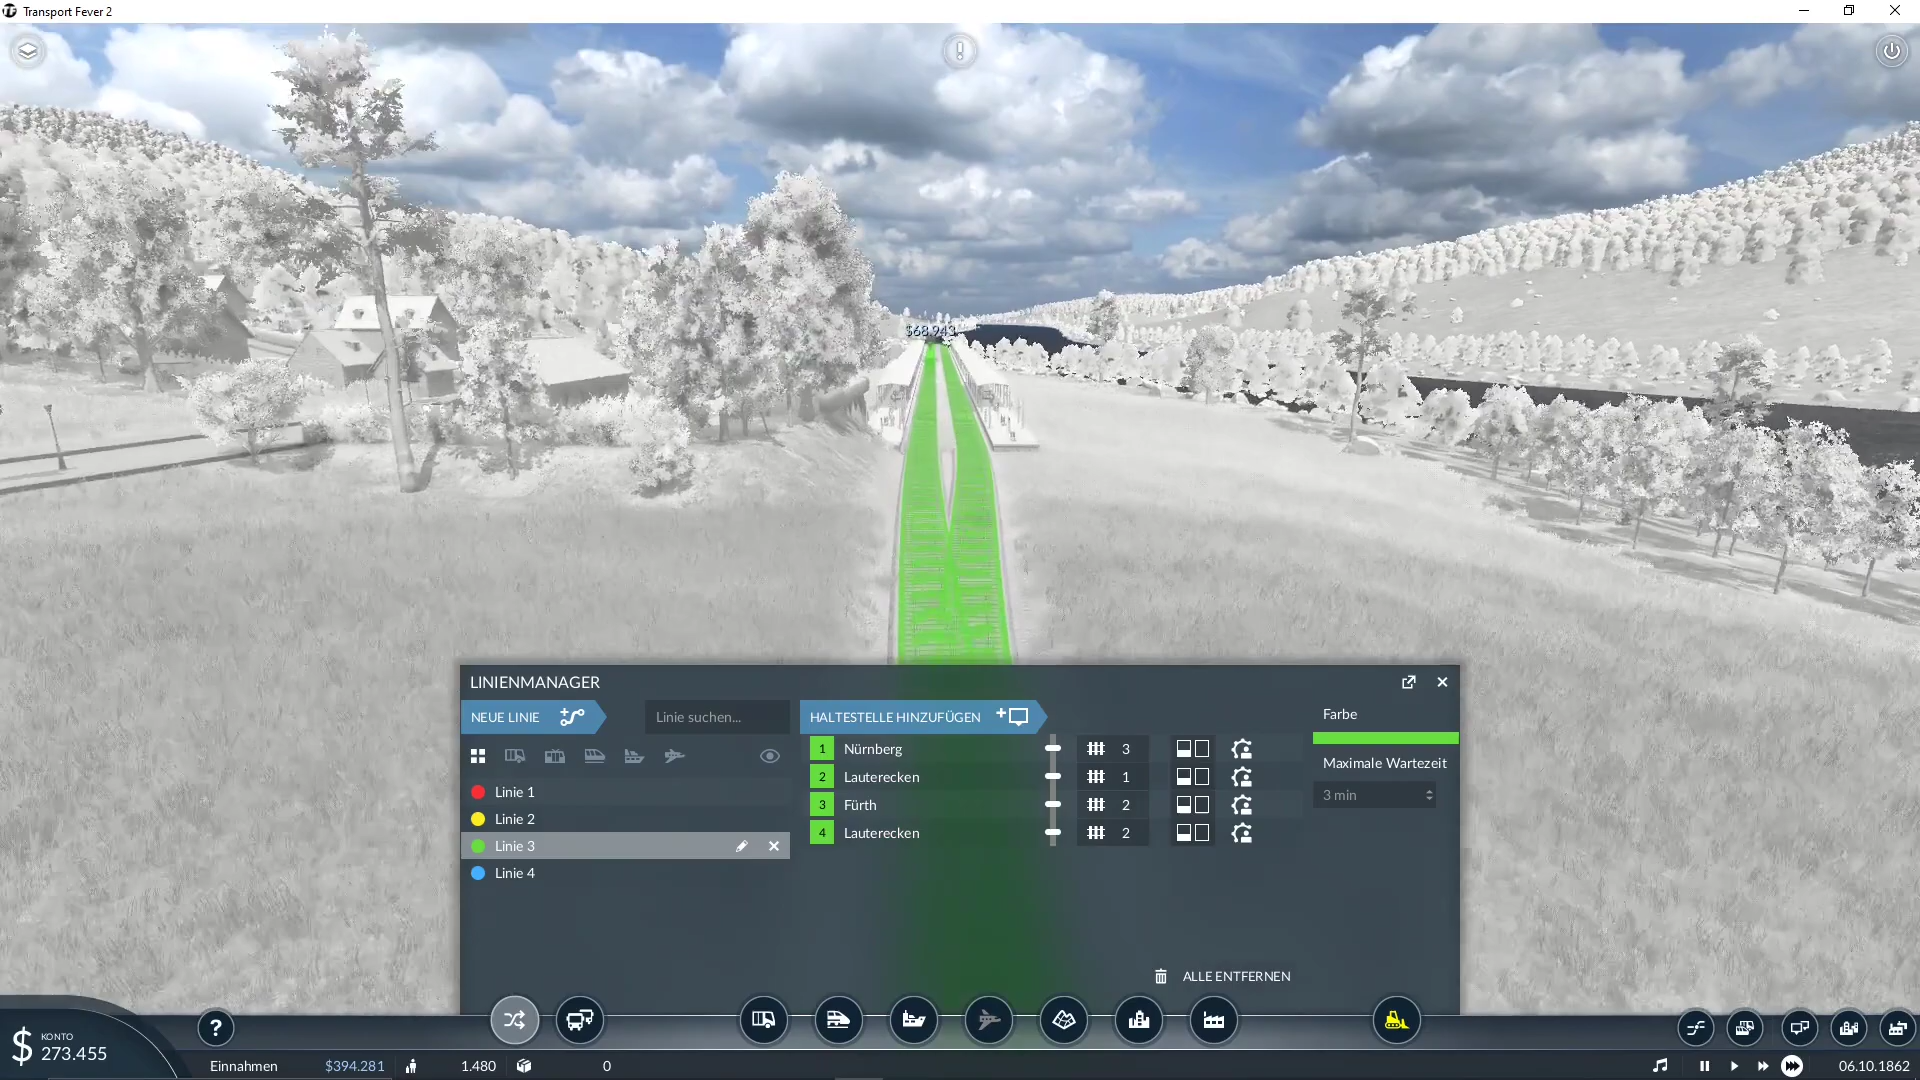 Transport Fever 2
$68.943
LINIENMANAGER
NEUE LINIE
Linie suchen...
HALTESTELLE HINZUFÜGEN
Farbe
1 Nürnberg 3
2 Lauterecken 1
3 Fürth 2
4 Lauterecken 2
Maximale Wartezeit
3 min
Linie 1
Linie 2
Linie 3
Linie 4
ALLE ENTFERNEN
$ KONTO
273.455
?
Einnahmen $394.281 1.480 0 06.10.1862